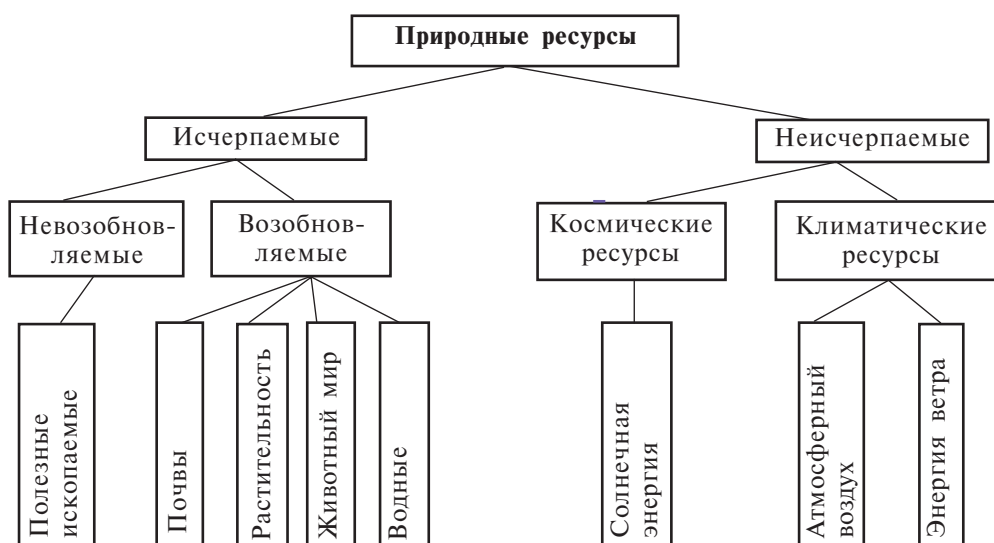 Природные ресурсы
Исчерпаемые
Неисчерпаемые
Невозобнов-
ляемые
Возобнов-
ляемые
Космические
ресурсы
Климатические
ресурсы
Полезные
ископаемые
Почвы
Растительность
Животный мир
Водные
Солнечная
энергия
Атмосферный
воздух
Энергия ветра